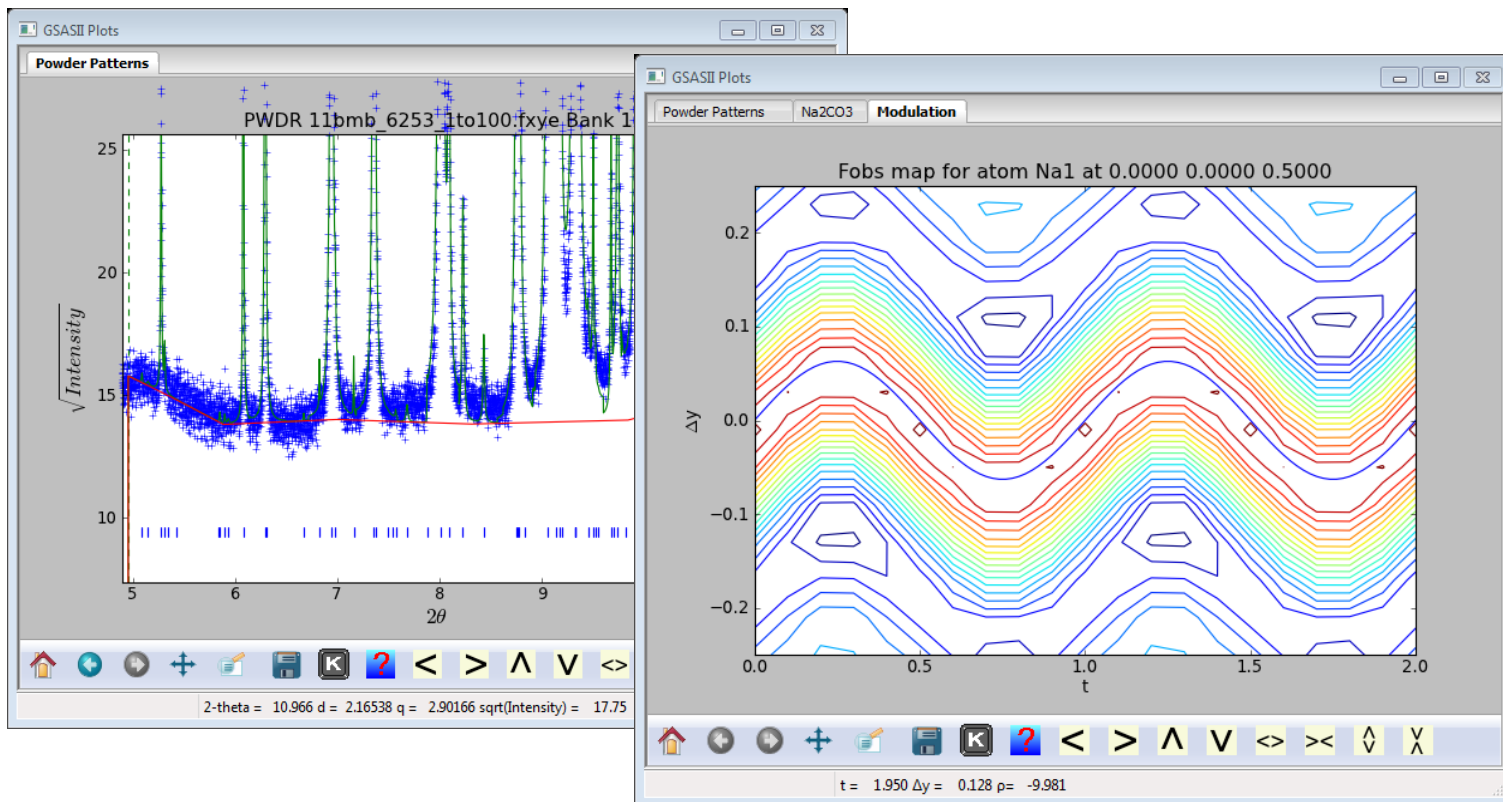 GSASII Plots
Powder Patterns
PWDR 11bmb_6253_1to100.fxye Bank 1
25
20
15
10
√Intensity
5 6 7 8 9
2θ
K ? < > Λ V <>
2-theta = 10.966 d = 2.16538 q = 2.90166 sqrt(Intensity) = 17.75
GSASII Plots
Powder Patterns Na2CO3 Modulation
Fobs map for atom Na1 at 0.0000 0.0000 0.5000
0.2
0.1
0.0
−0.1
−0.2
Δy
0.0 0.5 1.0 1.5 2.0
t
K ? < > Λ V <> ><
t = 1.950 Δy = 0.128 ρ= -9.981